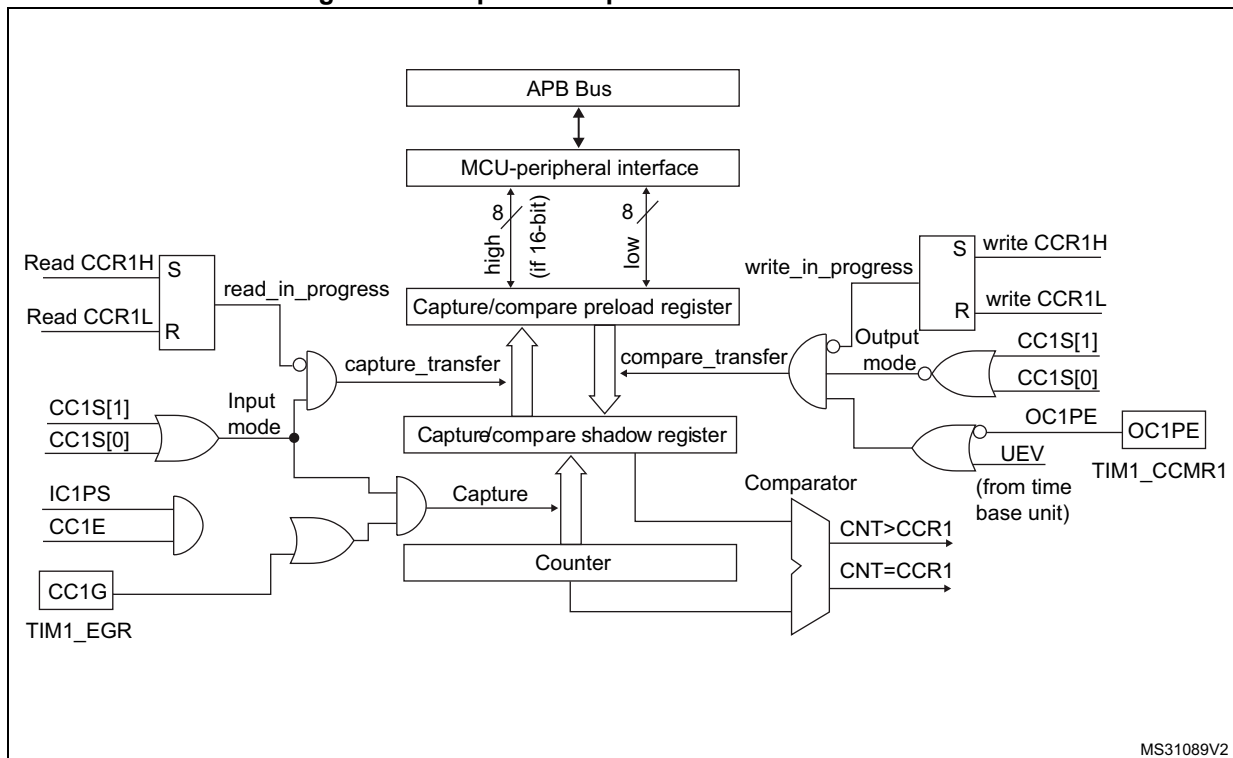 APB Bus
MCU-peripheral interface
8
high
(if 16-bit)
8
low
Read CCR1H
S
read_in_progress
Read CCR1L
R
write_in_progress
S
write CCR1H
R
write CCR1L
Capture/compare preload register
capture_transfer
compare_transfer
Output
mode
CC1S[1]
CC1S[0]
CC1S[1]
CC1S[0]
Input
mode
Capture/compare shadow register
OC1PE
OC1PE
UEV
TIM1_CCMR1
(from time
base unit)
IC1PS
CC1E
Capture
Comparator
CNT>CCR1
CNT=CCR1
Counter
CC1G
TIM1_EGR
MS31089V2